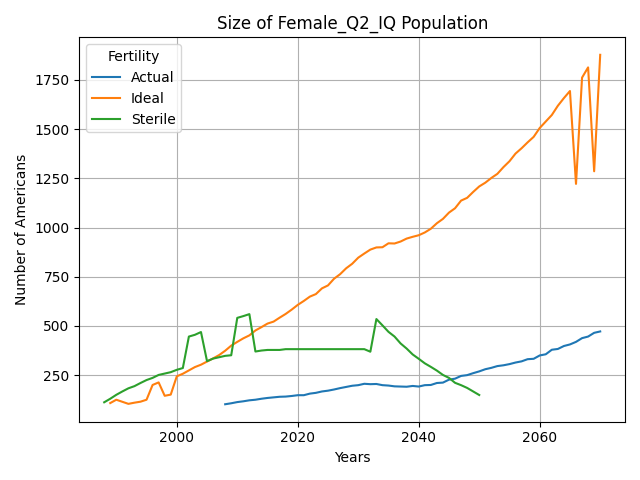 Size of Female_Q2_IQ Population
Fertility
Actual
Ideal
Sterile
1750
1500
1250
1000
750
500
250
Number of Americans
2000
2020
2040
2060
Years